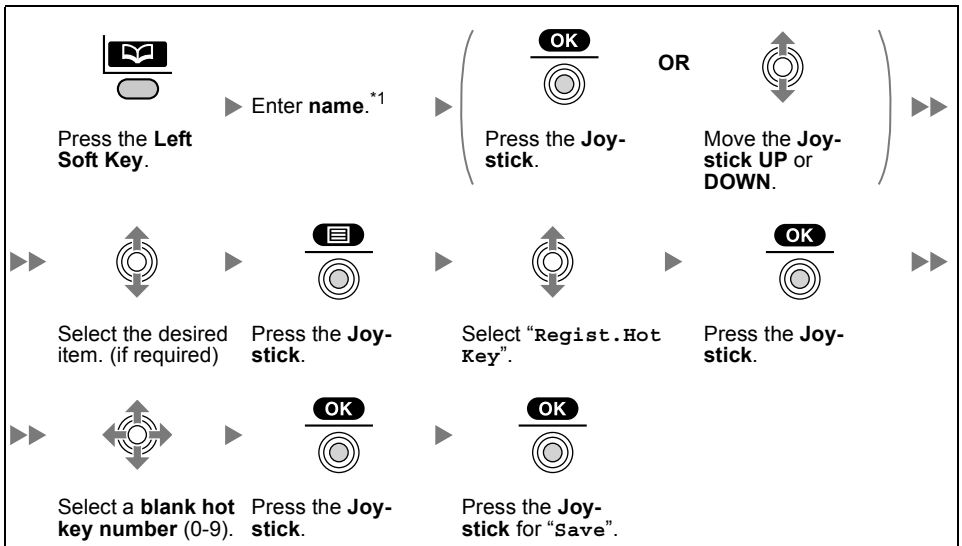 OK
OR
OK
Enter name.*1
Press the Left
Soft Key.
Press the Joy-
stick.
Move the Joy-
stick UP or
DOWN.
OK
Select the desired
item. (if required)
Press the Joy-
stick.
Select “Regist.Hot
Key”.
Press the Joy-
stick.
OK
OK
Select a blank hot
key number (0-9).
Press the Joy-
stick.
Press the Joy-
stick for “Save”.